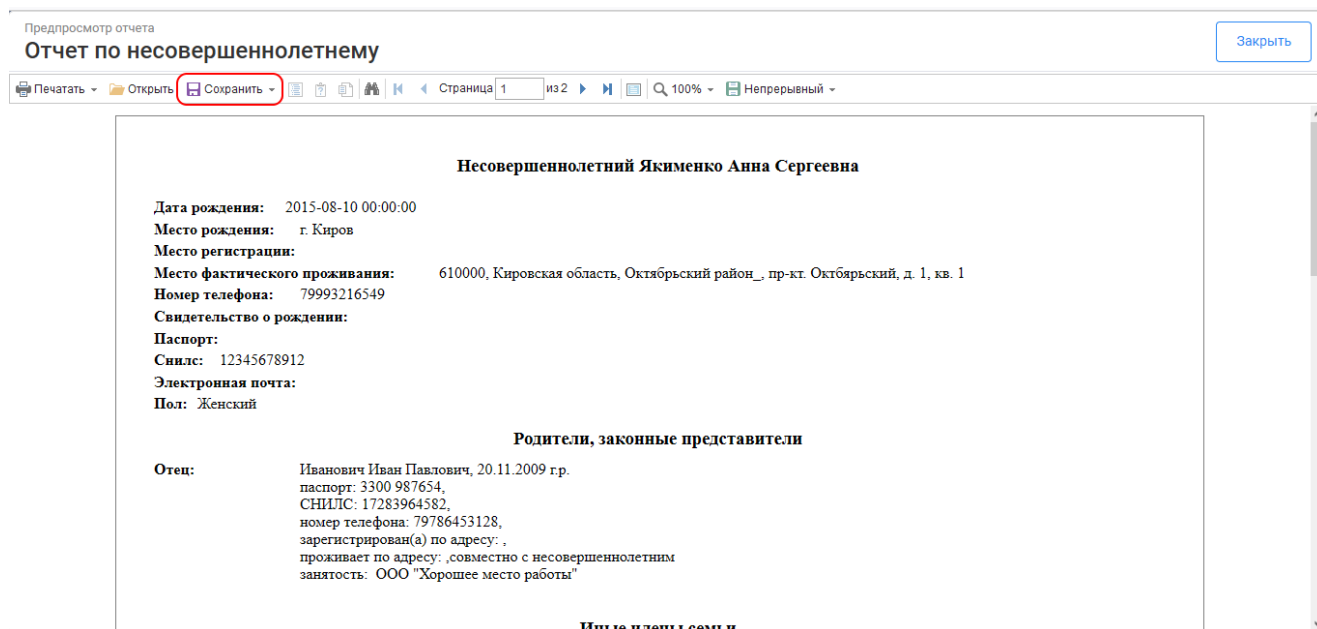 Предпросмотр отчета
Отчет по несовершеннолетнему
Закрыть
Печатать Открыть Сохранить Страница 1 из 2 100% Непрерывный
Несовершеннолетний Якименко Анна Сергеевна
Дата рождения: 2015-08-10 00:00:00
Место рождения: г. Киров
Место регистрации:
Место фактического проживания: 610000, Кировская область, Октябрьский район_, пр-кт. Октбярьский, д. 1, кв. 1
Номер телефона: 79993216549
Свидетельство о рождении:
Паспорт:
Снилс: 12345678912
Электронная почта:
Пол: Женский
Родители, законные представители
Отец: Иванович Иван Павлович, 20.11.2009 г.р.
паспорт: 3300 987654,
СНИЛС: 17283964582,
номер телефона: 79786453128,
зарегистрирован(а) по адресу: ,
проживает по адресу: ,совместно с несовершеннолетним
занятость: ООО "Хорошее место работы"
Иные члены семьи